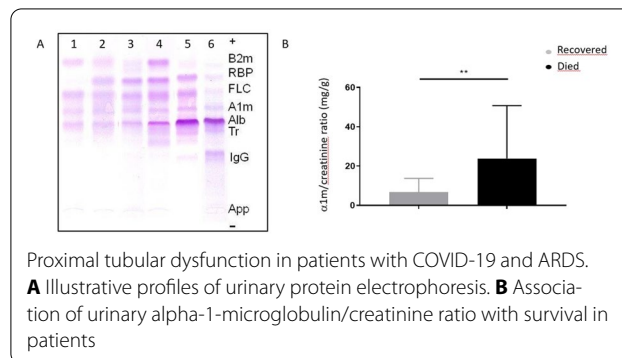 A 1 2 3 4 5 6 + B
B2m
RBP
FLC
A1m
Alb
Tr
IgG
App
–
Recovered
Died
**
α1m/creatinine ratio (mg/g)
60
40
20
0
Proximal tubular dysfunction in patients with COVID-19 and ARDS.
A Illustrative profiles of urinary protein electrophoresis. B Associa-
tion of urinary alpha-1-microglobulin/creatinine ratio with survival in
patients